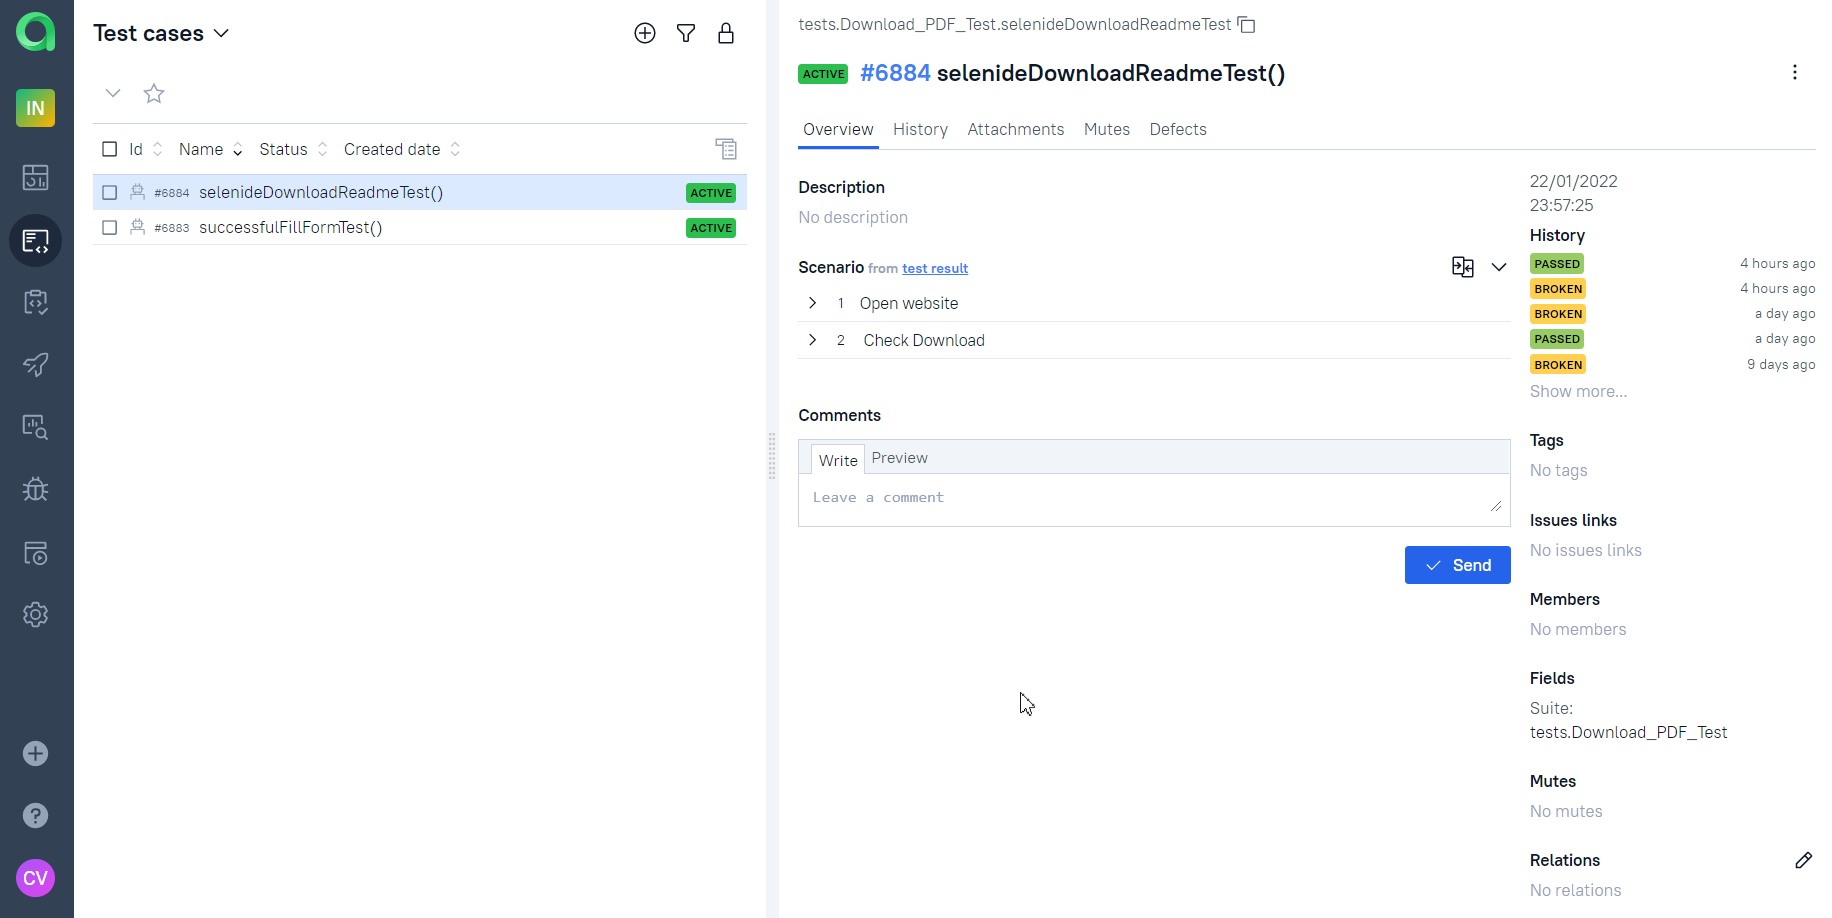 IN
CV
Test cases
Id Name Status Created date
#6884 selenideDownloadReadmeTest() ACTIVE
#6883 successfulFillFormTest() ACTIVE
tests.Download_PDF_Test.selenideDownloadReadmeTest
ACTIVE #6884 selenideDownloadReadmeTest()
Overview History Attachments Mutes Defects
Description
No description
Scenario from test result
1 Open website
2 Check Download
Comments
Write Preview
Leave a comment
Send
22/01/2022
23:57:25
History
PASSED 4 hours ago
BROKEN 4 hours ago
BROKEN a day ago
PASSED a day ago
BROKEN 9 days ago
Show more...
Tags
No tags
Issues links
No issues links
Members
No members
Fields
Suite:
tests.Download_PDF_Test
Mutes
No mutes
Relations
No relations